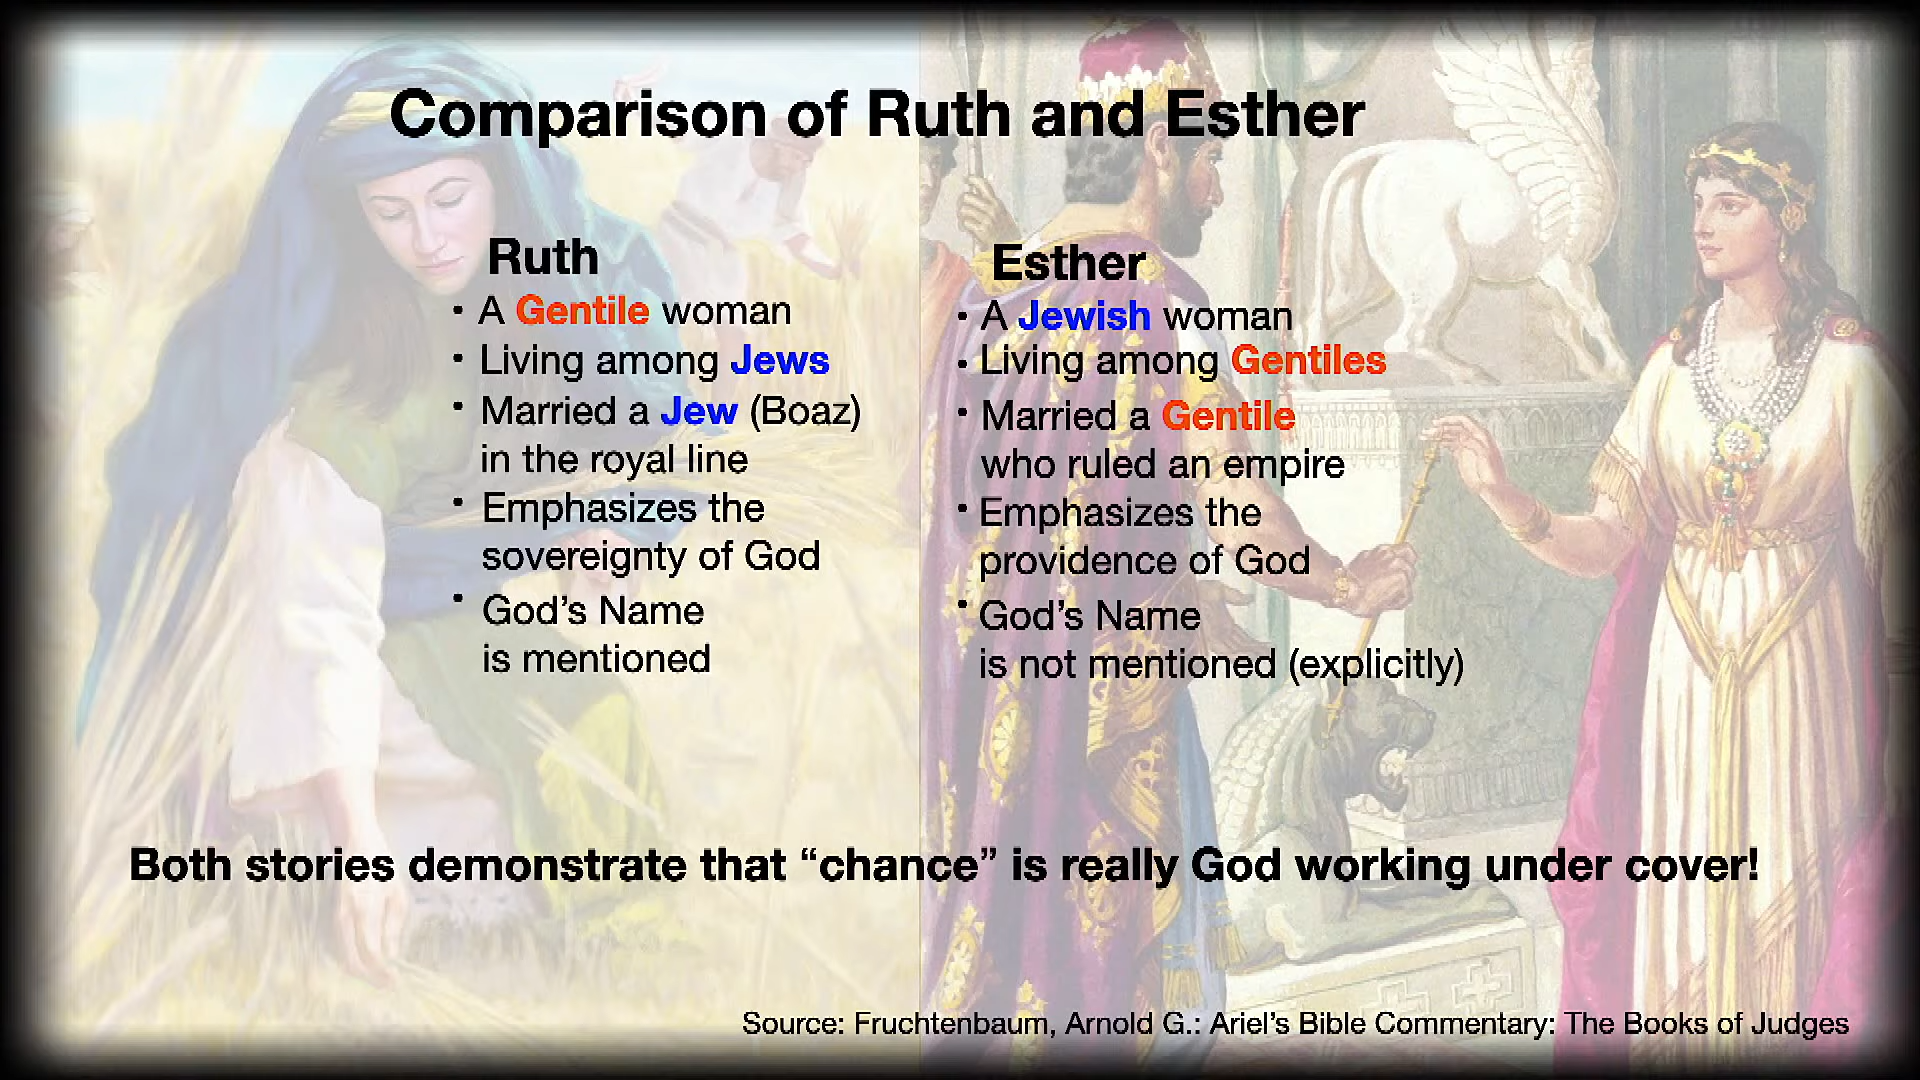 Comparison of Ruth and Esther
Ruth
• A Gentile woman
• Living among Jews
• Married a Jew (Boaz)
in the royal line
• Emphasizes the
sovereignty of God
• God’s Name
is mentioned
Esther
• A Jewish woman
• Living among Gentiles
• Married a Gentile
who ruled an empire
• Emphasizes the
providence of God
• God’s Name
is not mentioned (explicitly)
Both stories demonstrate that “chance” is really God working under cover!
Source: Fruchtenbaum, Arnold G.: Ariel’s Bible Commentary: The Books of Judges